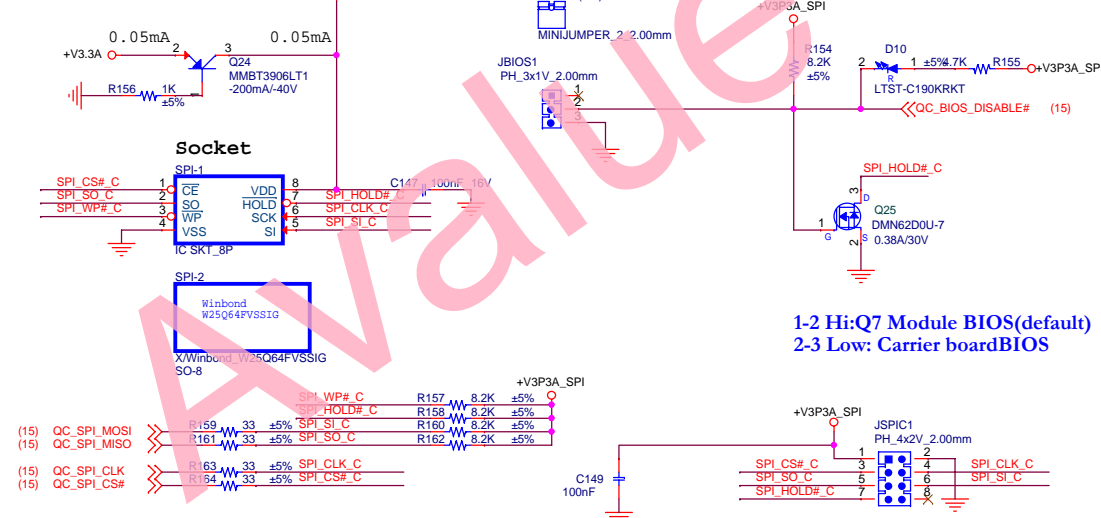 +V3P3A_SPI
MINIJUMPER_2_2.00mm
0.05mA
0.05mA
+V3.3A
2
3
Q24
MMBT3906LT1
-200mA/-40V
1
R156
1K
±5%
JBIOS1
PH_3x1V_2.00mm
1
2
3
R154
8.2K
±5%
D10
2
1
±5%
4.7K
R155
+V3P3A_SP
R
LTST-C190KRKT
QC_BIOS_DISABLE#
(15)
SPI_HOLD#_C
3
D
Q25
1
DMN62D0U-7
G
S
2
0.38A/30V
Socket
SPI-1
SPI_CS#_C
1
CE
VDD
8
C147
100nF_16V
SPI_SO_C
2
SO
HOLD
7
SPI_HOLD#_C
SPI_WP#_C
3
WP
SCK
6
SPI_CLK_C
4
VSS
SI
5
SPI_SI_C
IC SKT_8P
SPI-2
Winbond
W25Q64FVSSIG
X/Winbond_W25Q64FVSSIG
SO-8
1-2 Hi:Q7 Module BIOS(default)
2-3 Low: Carrier boardBIOS
+V3P3A_SPI
SPI_WP#_C
R157
8.2K
±5%
SPI_HOLD#_C
R158
8.2K
±5%
(15)
QC_SPI_MOSI
R159
33
±5%
SPI_SI_C
R160
8.2K
±5%
(15)
QC_SPI_MISO
R161
33
±5%
SPI_SO_C
R162
8.2K
±5%
(15)
QC_SPI_CLK
R163
33
±5%
SPI_CLK_C
(15)
QC_SPI_CS#
R164
33
±5%
SPI_CS#_C
C149
100nF
+V3P3A_SPI
JSPIC1
PH_4x2V_2.00mm
1
2
SPI_CS#_C
3
4
SPI_CLK_C
SPI_SO_C
5
6
SPI_SI_C
SPI_HOLD#_C
7
8
Avalue